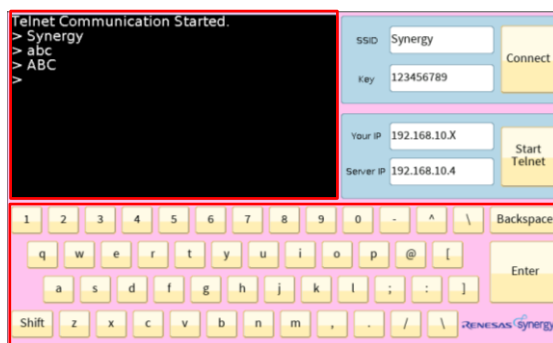 Telnet Communication Started.
> Synergy
> abc
> ABC
>
SSID Synergy
Key 123456789
Connect
Your IP 192.168.10.X
Server IP 192.168.10.4
Start
Telnet
1 2 3 4 5 6 7 8 9 0 - ^ \ Backspace
q w e r t y u i o p @ [
Enter
a s d f g h j k l ; : ]
Shift z x c v b n m , . / \
RENESAS Synergy